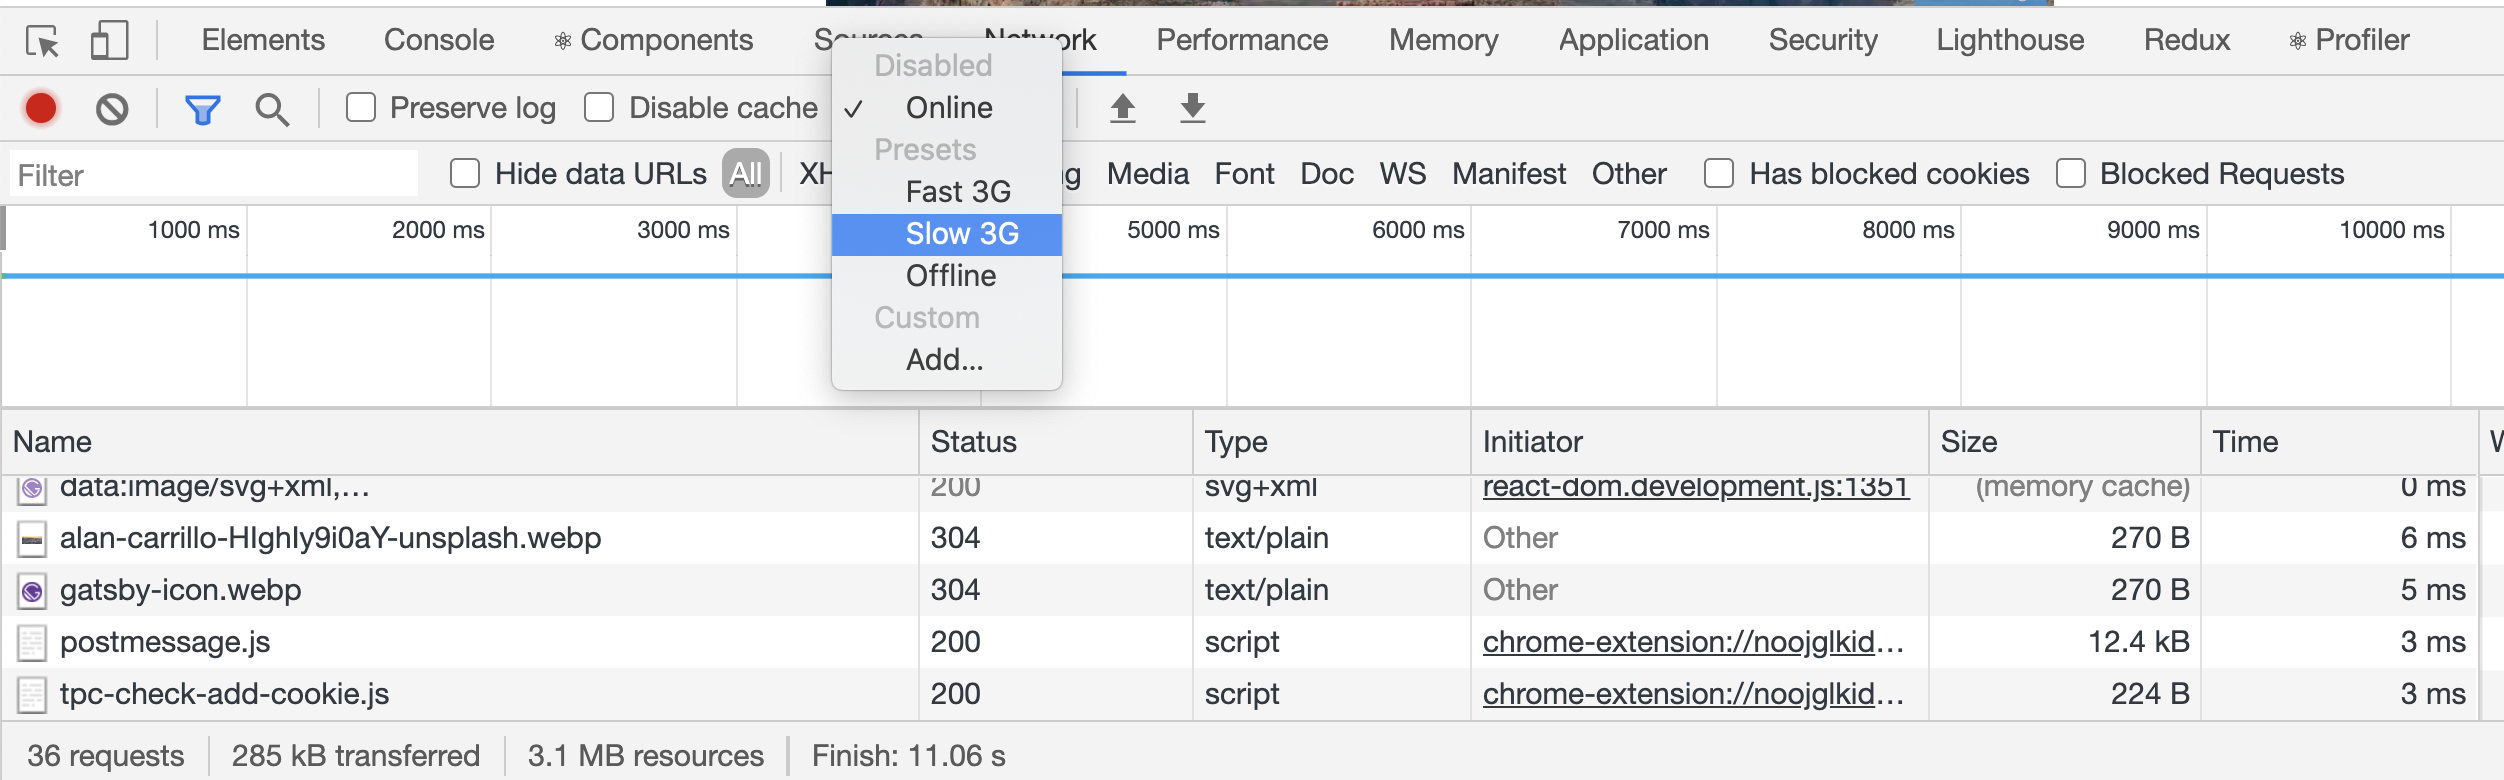 Elements Console Components Sources Network Performance Memory Application Security Lighthouse Redux Profiler
Preserve log Disable cache
Disabled
✓ Online
Presets
Fast 3G
Slow 3G
Offline
Custom
Add...
Filter Hide data URLs All XH ng Media Font Doc WS Manifest Other Has blocked cookies Blocked Requests
1000 ms 2000 ms 3000 ms 5000 ms 6000 ms 7000 ms 8000 ms 9000 ms 10000 ms
Name Status Type Initiator Size Time W
data:image/svg+xml,... 200 svg+xml react-dom.development.js:1351 (memory cache) 0 ms
alan-carrillo-HIghIy9i0aY-unsplash.webp 304 text/plain Other 270 B 6 ms
gatsby-icon.webp 304 text/plain Other 270 B 5 ms
postmessage.js 200 script chrome-extension://noojglkid... 12.4 kB 3 ms
tpc-check-add-cookie.js 200 script chrome-extension://noojglkid... 224 B 3 ms
36 requests 285 kB transferred 3.1 MB resources Finish: 11.06 s